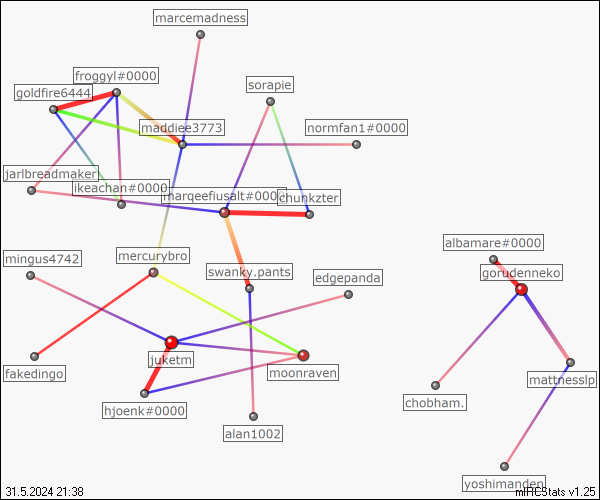 marcemadness
froggyl#0000
goldfire6444
sorapie
maddiee3773
normfan1#0000
jarlbreadmaker
ikeachan#0000
marqeefiusalt#0000
chunkzter
albamare#0000
mingus4742
mercurybro
swanky.pants
edgepanda
gorudenneko
juketm
fakedingo
moonraven
mattnesslp
hjoenk#0000
chobham.
alan1002
yoshimanden
31.5.2024 21:38
mIRCStats v1.25